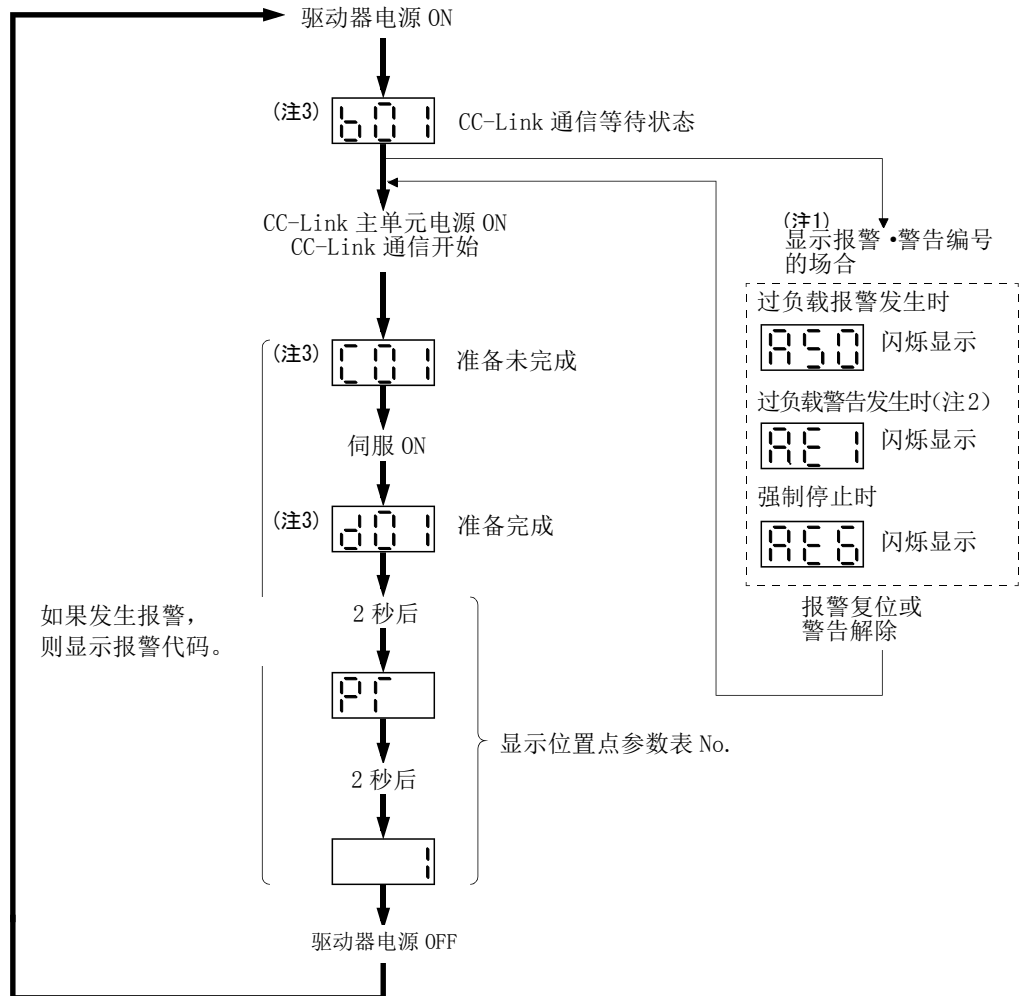 驱动器电源 ON
(注3) b01 CC-Link 通信等待状态
CC-Link 主单元电源 ON
CC-Link 通信开始
(注1)
显示报警•警告编号
的场合
过负载报警发生时
A50 闪烁显示
过负载警告发生时(注2)
AE1 闪烁显示
强制停止时
AE6 闪烁显示
报警复位或
警告解除
(注3) C01 准备未完成
伺服 ON
(注3) d01 准备完成
如果发生报警,
则显示报警代码。
2 秒后
Pr
2 秒后
1
显示位置点参数表 No.
驱动器电源 OFF